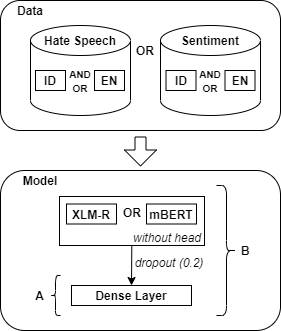 Data
Hate Speech
OR
Sentiment
ID
AND
OR
EN
ID
AND
OR
EN
Model
XLM-R
OR
mBERT
without head
dropout (0.2)
B
A
Dense Layer